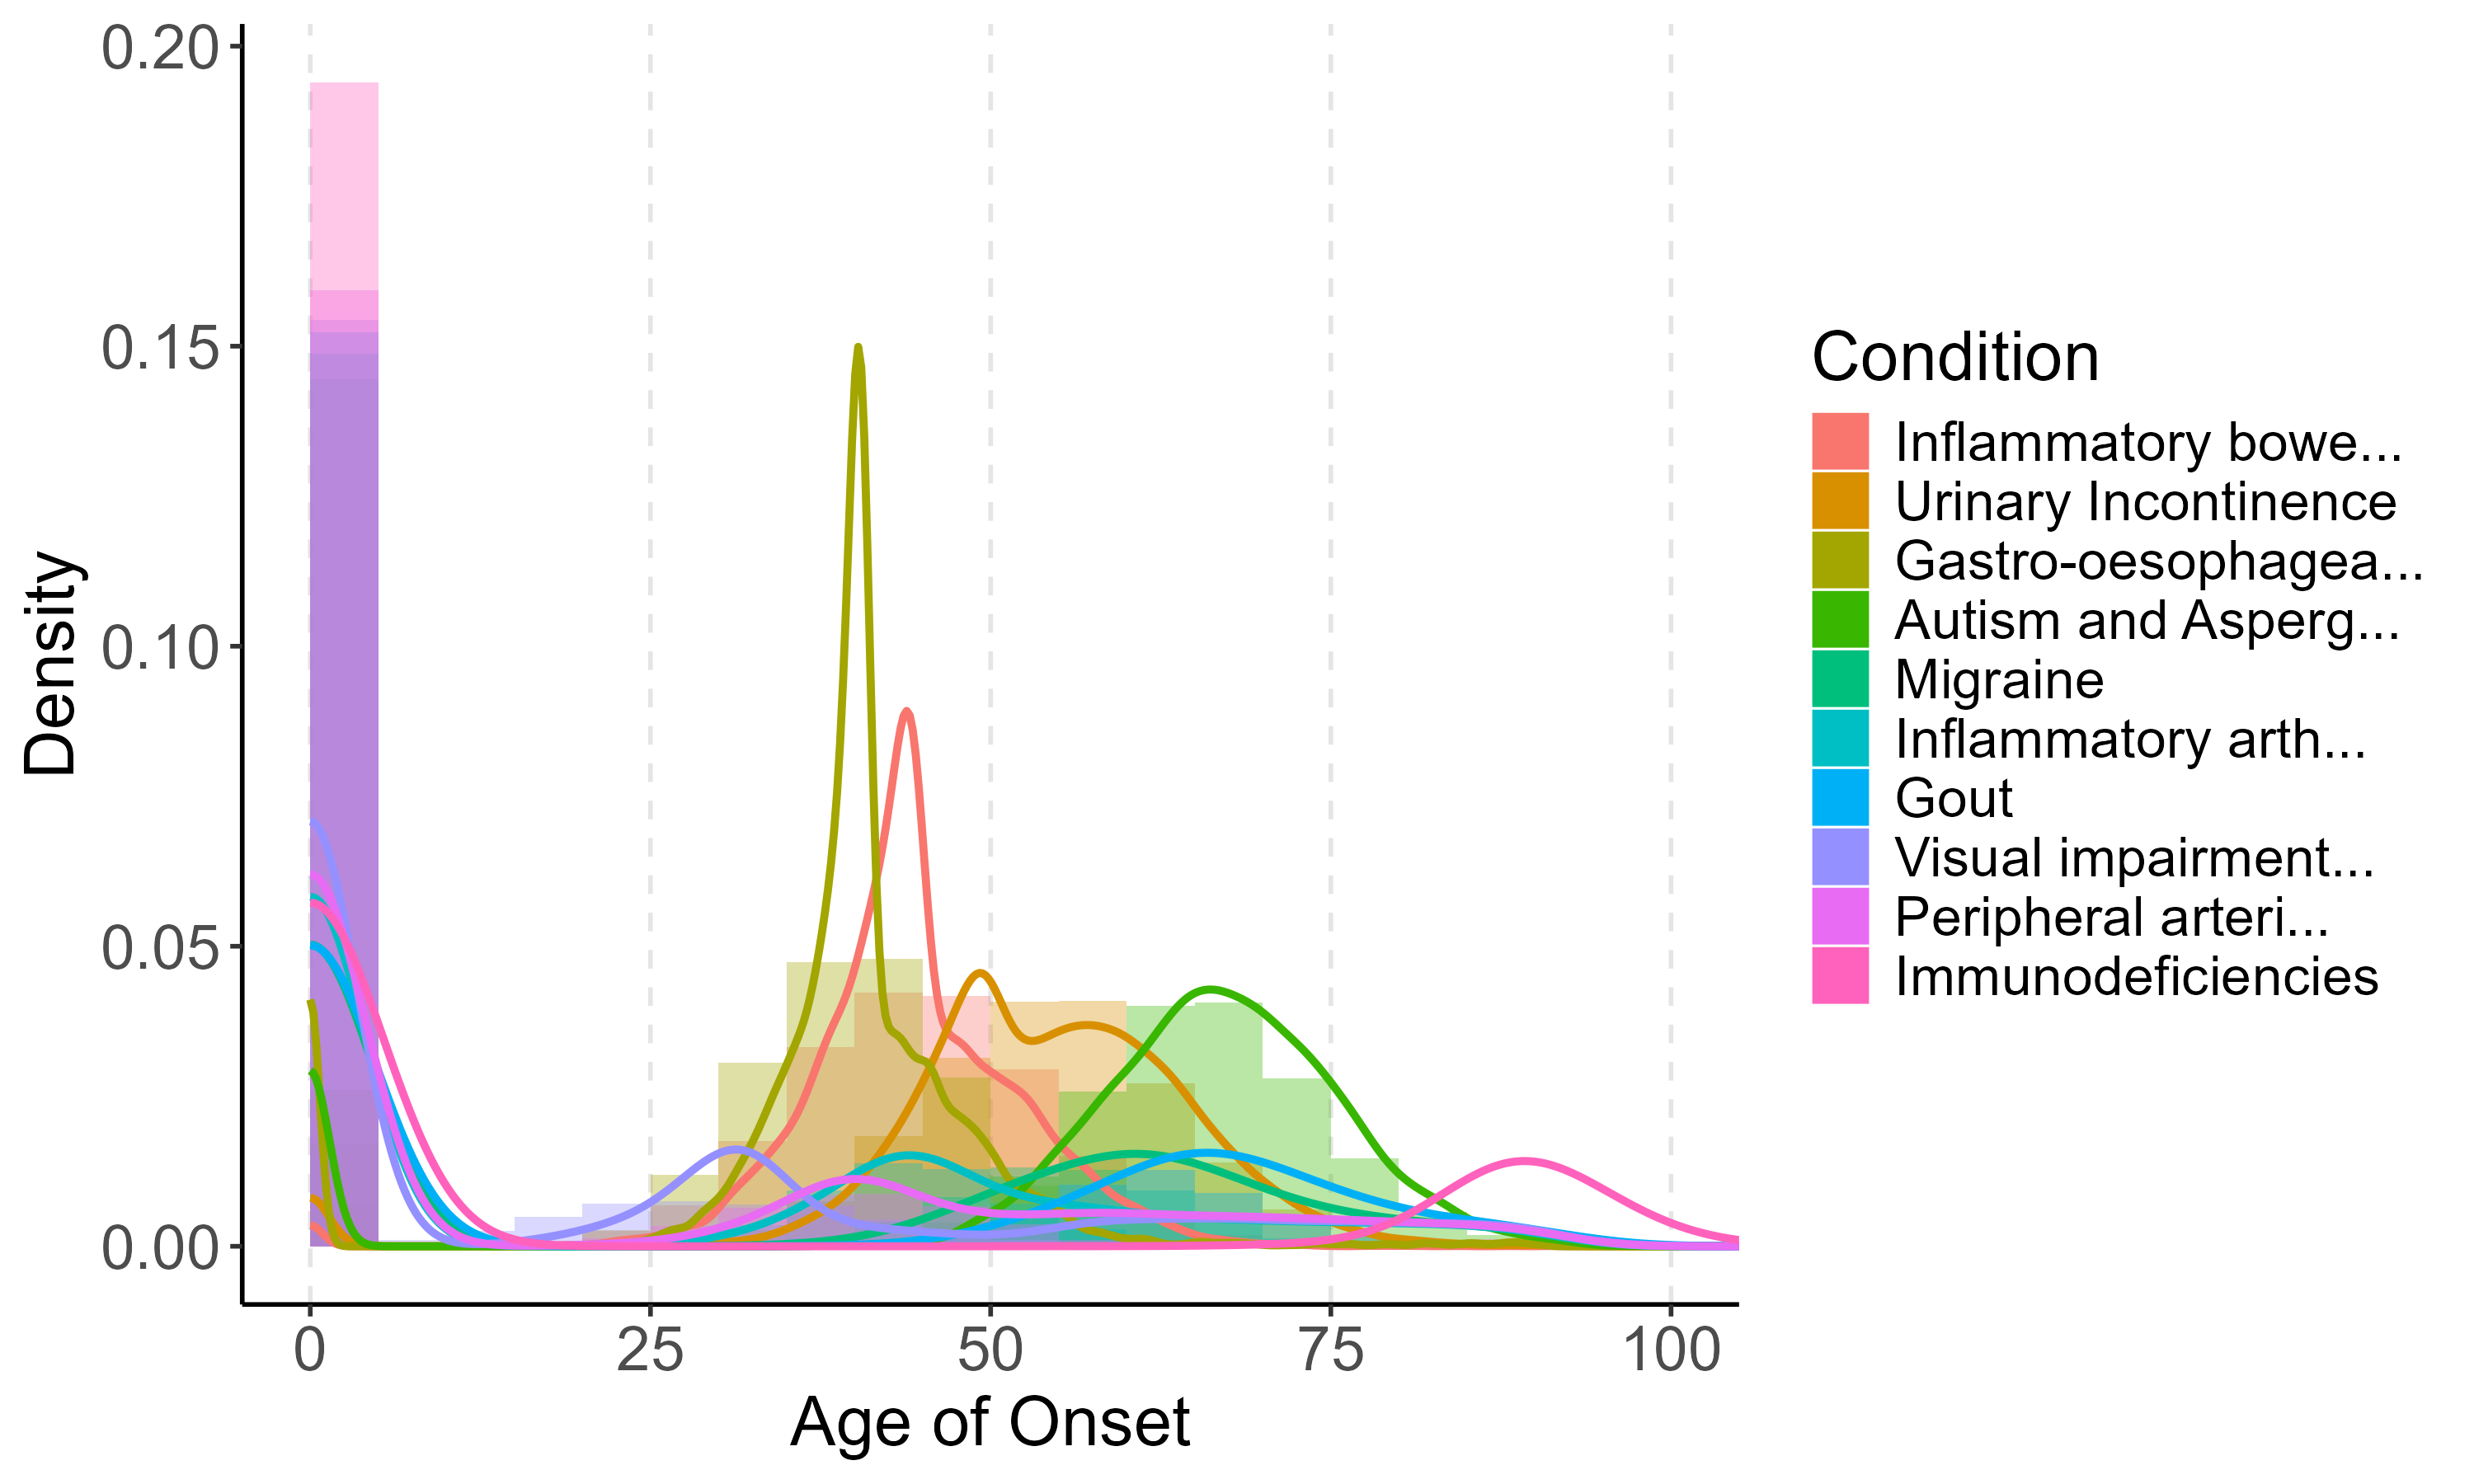 0.20
0.15
0.10
0.05
0.00
Density
0 25 50 75 100
Age of Onset
Condition
Inflammatory bowe...
Urinary Incontinence
Gastro-oesophagea...
Autism and Asperg...
Migraine
Inflammatory arth...
Gout
Visual impairment...
Peripheral arteri...
Immunodeficiencies